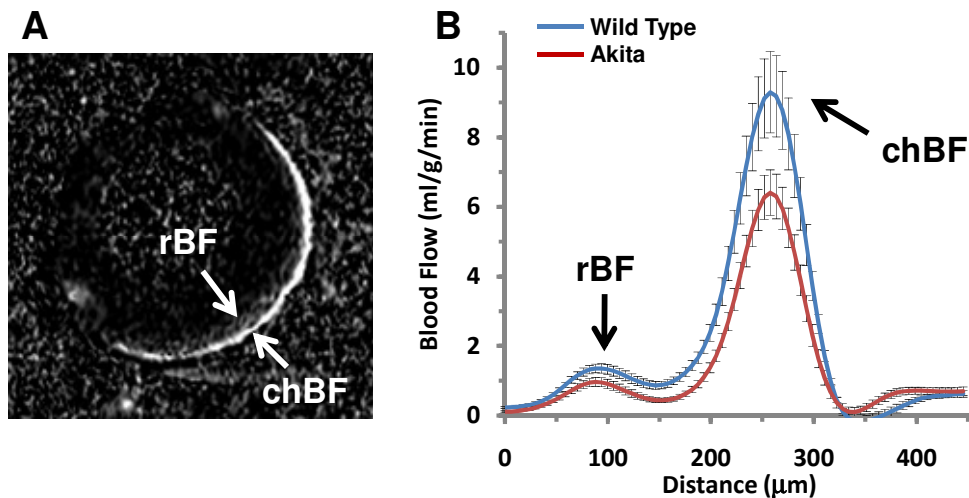 A
rBF
chBF
B
Wild Type
Akita
Blood Flow (ml/g/min)
10
8
6
4
2
0
rBF
chBF
0 100 200 300 400
Distance (µm)